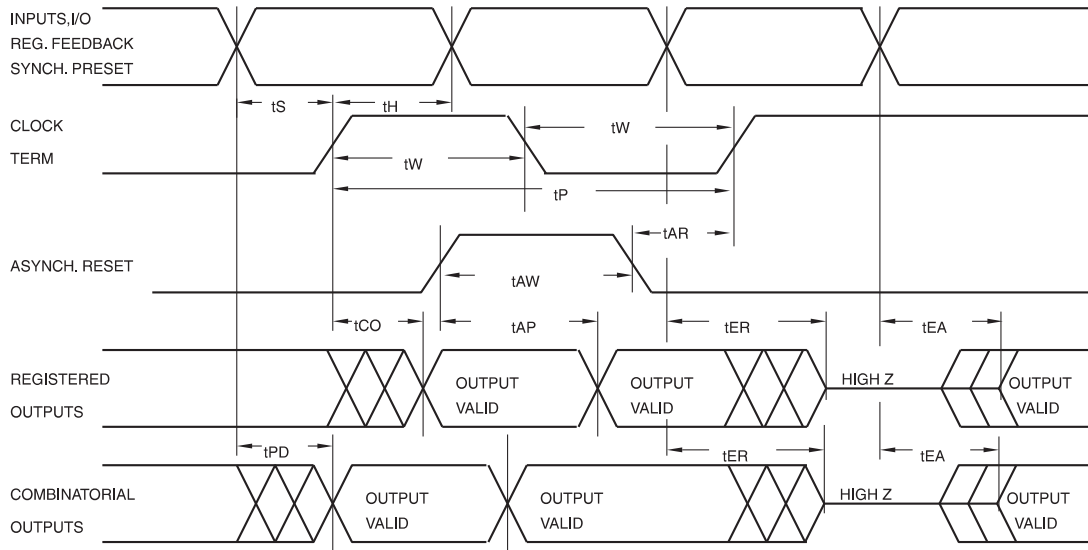 INPUTS,I/O
REG. FEEDBACK
SYNCH. PRESET
tS
tH
CLOCK
TERM
tW
tW
tP
tAR
ASYNCH. RESET
tAW
tCO
tAP
tER
tEA
REGISTERED
OUTPUTS
OUTPUT
VALID
OUTPUT
VALID
HIGH Z
OUTPUT
VALID
tPD
tER
tEA
COMBINATORIAL
OUTPUTS
OUTPUT
VALID
OUTPUT
VALID
HIGH Z
OUTPUT
VALID